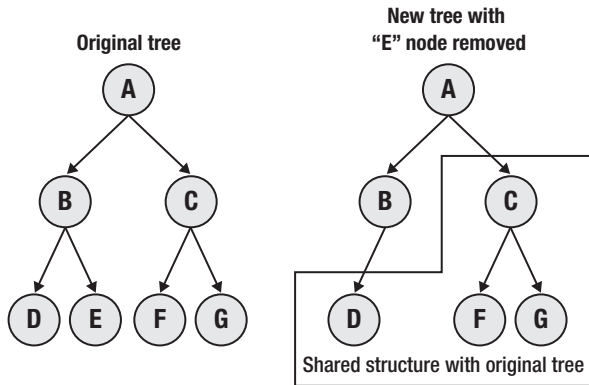 Original tree
New tree with
“E” node removed
A
A
B
C
B
C
D
E
F
G
D
F
G
Shared structure with original tree